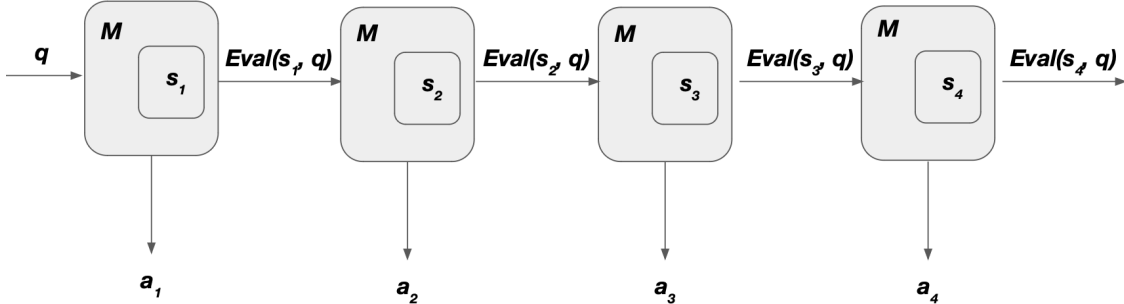 M M M M
q Eval(s1, q) Eval(s2, q) Eval(s3, q) Eval(s4, q)
s1 s2 s3 s4
a1 a2 a3 a4